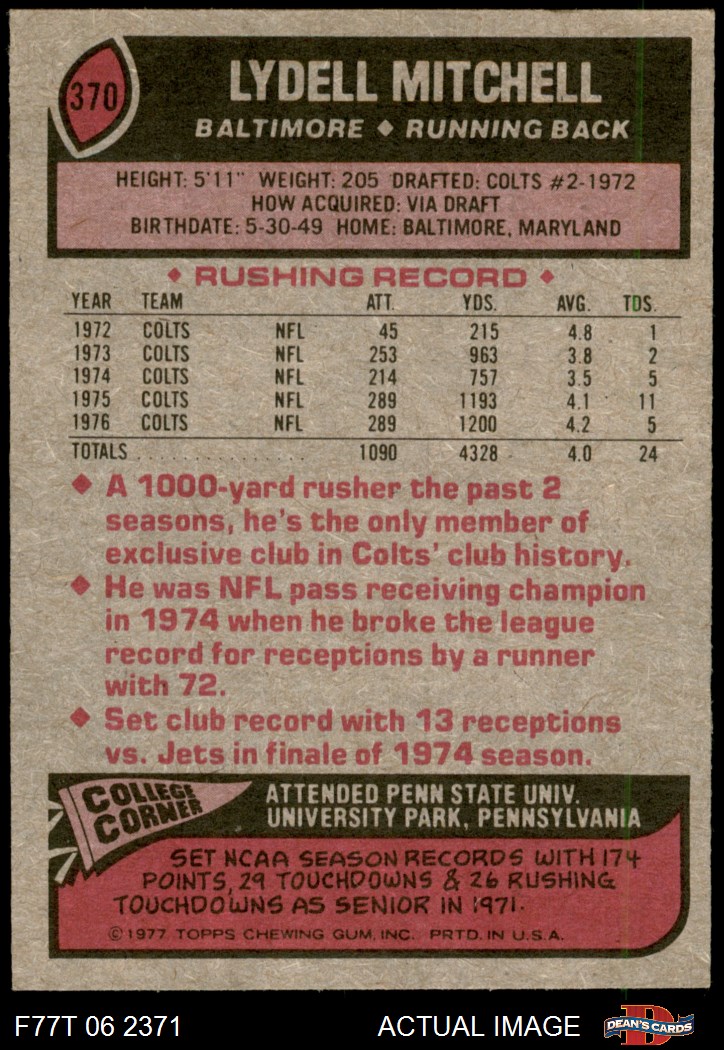 370
LYDELL MITCHELL
BALTIMORE ◆ RUNNING BACK
HEIGHT: 5'11" WEIGHT: 205 DRAFTED: COLTS #2-1972
HOW ACQUIRED: VIA DRAFT
BIRTHDATE: 5-30-49 HOME: BALTIMORE, MARYLAND
◆ RUSHING RECORD ◆
YEAR TEAM ATT. YDS. AVG. TDS.
1972 COLTS NFL 45 215 4.8 1
1973 COLTS NFL 253 963 3.8 2
1974 COLTS NFL 214 757 3.5 5
1975 COLTS NFL 289 1193 4.1 11
1976 COLTS NFL 289 1200 4.2 5
TOTALS . . . . . . . . . . . . . . 1090 4328 4.0 24
◆ A 1000-yard rusher the past 2
seasons, he's the only member of
exclusive club in Colts' club history.
◆ He was NFL pass receiving champion
in 1974 when he broke the league
record for receptions by a runner
with 72.
◆ Set club record with 13 receptions
vs. Jets in finale of 1974 season.
COLLEGE
CORNER
ATTENDED PENN STATE UNIV.
UNIVERSITY PARK, PENNSYLVANIA
SET NCAA SEASON RECORDS WITH 174
POINTS, 29 TOUCHDOWNS & 26 RUSHING
TOUCHDOWNS AS SENIOR IN 1971.
©1977 TOPPS CHEWING GUM, INC. PRTD. IN U.S.A.
F77T 06 2371 ACTUAL IMAGE
D
DEAN'S CARDS